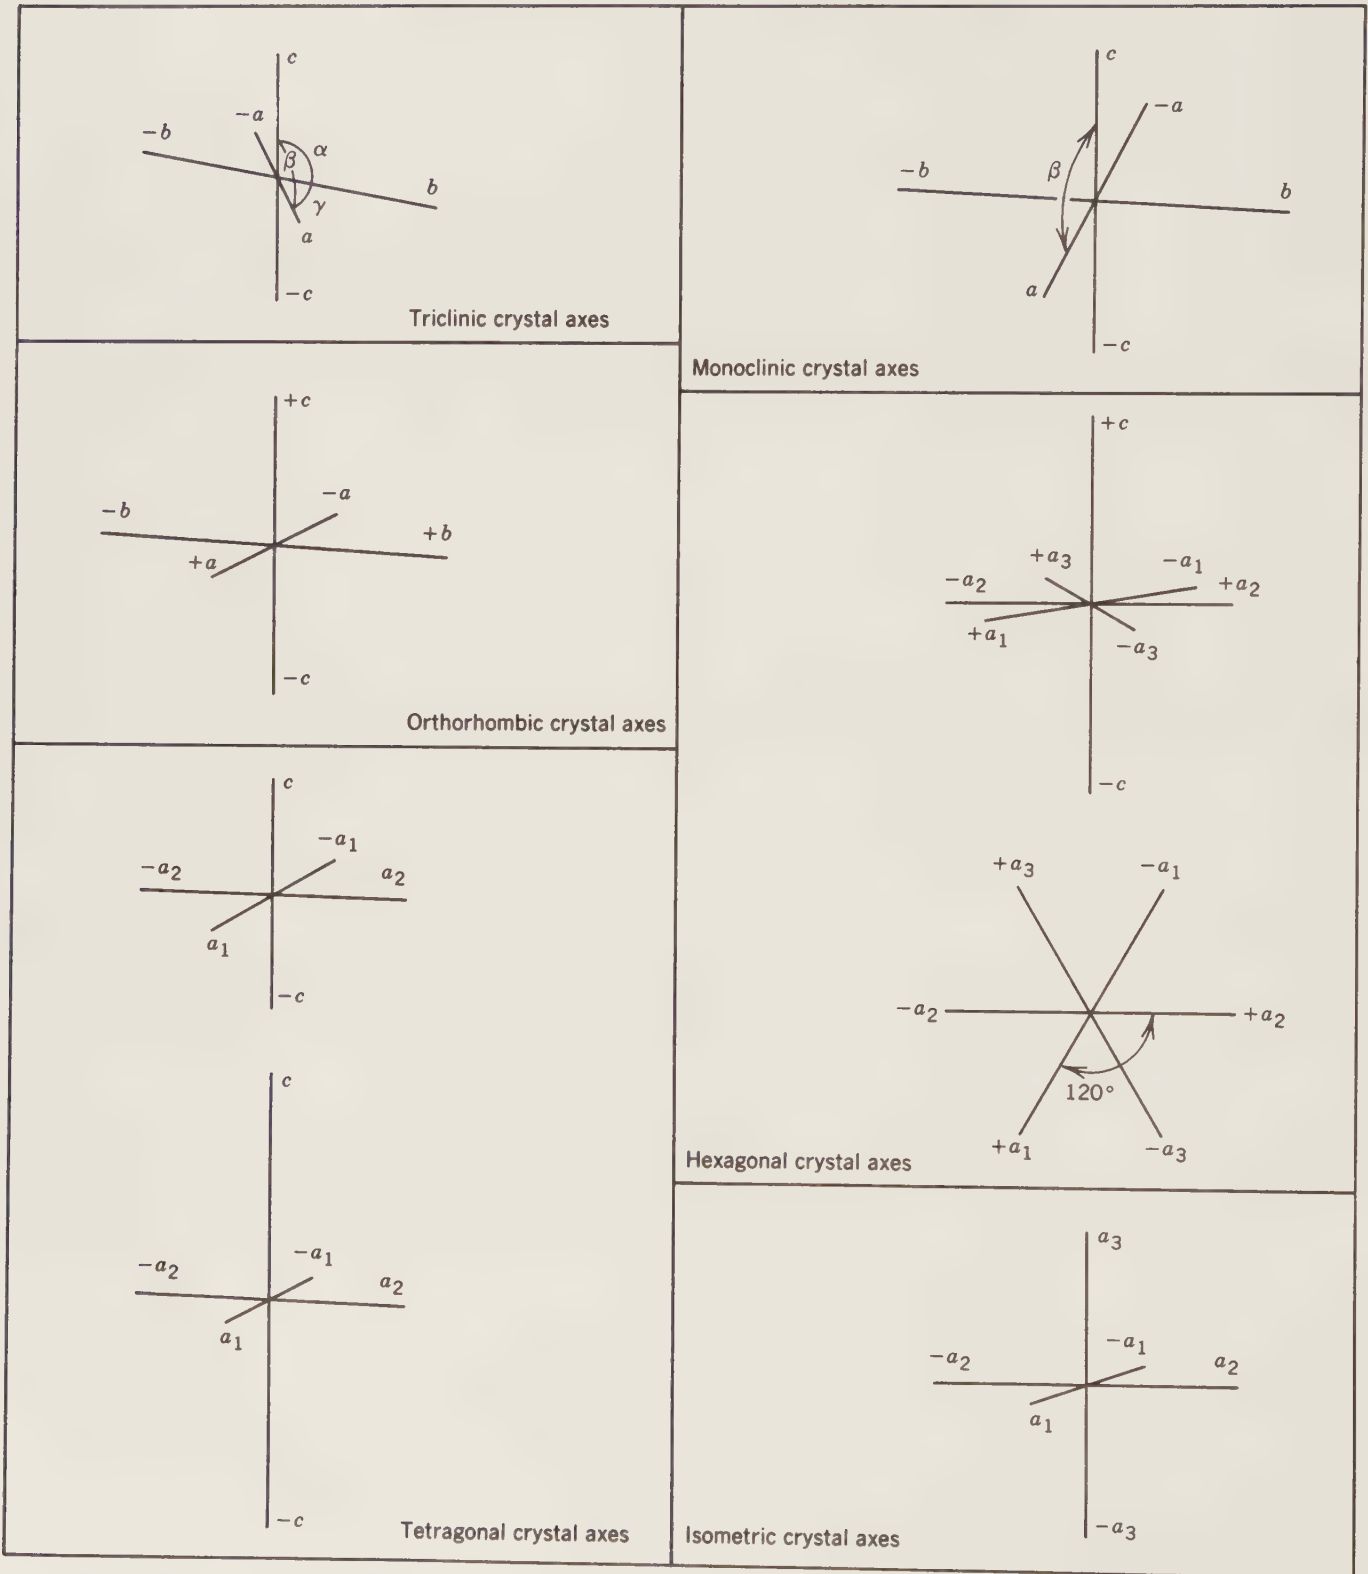 c
−a
−b
α
β
b
γ
a
−c
Triclinic crystal axes
c
−a
β
−b
b
a
−c
Monoclinic crystal axes
+c
−a
−b
+b
+a
−c
Orthorhombic crystal axes
+c
+a3
−a1
−a2
+a2
+a1
−a3
−c
+a3
−a1
−a2
+a2
120°
+a1
−a3
Hexagonal crystal axes
c
−a1
−a2
a2
a1
−c
c
−a1
−a2
a2
a1
−c
Tetragonal crystal axes
a3
−a1
−a2
a2
a1
−a3
Isometric crystal axes